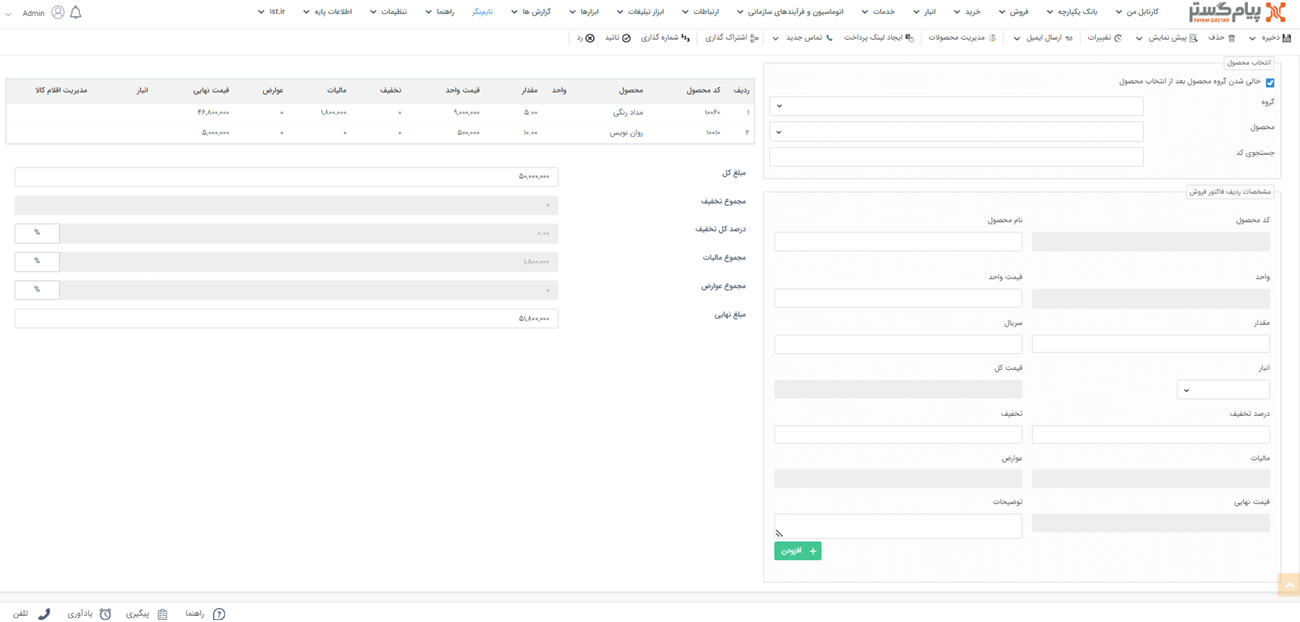 پیام‌گستر
PAYAM GOSTAR
کارتابل من
بانک یکپارچه
فروش
خرید
انبار
خدمات
اتوماسیون و فرآیندهای سازمانی
ارتباطات
ابزار تبلیغات
ابزارها
گزارش ها
تایم‌نگر
راهنما
تنظیمات
اطلاعات پایه
1st.ir
Admin
ذخیره
حذف
پیش نمایش
تغییرات
ارسال ایمیل
مدیریت محصولات
ایجاد لینک پرداخت
تماس جدید
اشتراک گذاری
شماره گذاری
تائید
رد
انتخاب محصول
خالی شدن گروه محصول بعد از انتخاب محصول
گروه
محصول
جستجوی کد
مشخصات ردیف فاکتور فروش
کد محصول نام محصول
واحد قیمت واحد
مقدار سریال
انبار قیمت کل
درصد تخفیف تخفیف
مالیات عوارض
قیمت نهایی توضیحات
افزودن +
ردیف کد محصول محصول واحد مقدار قیمت واحد تخفیف مالیات عوارض قیمت نهایی انبار مدیریت اقلام کالا
۱ ۱۰۰۶۰ مداد رنگی ۵.۰۰ ۹,۰۰۰,۰۰۰ ۰ ۱,۸۰۰,۰۰۰ ۰ ۴۶,۸۰۰,۰۰۰
۲ ۱۰۰۱۰ روان نویس ۱۰.۰۰ ۵۰۰,۰۰۰ ۰ ۰ ۰ ۵,۰۰۰,۰۰۰
مبلغ کل ۵۰,۰۰۰,۰۰۰
مجموع تخفیف ۰
درصد کل تخفیف ۰.۰۰ %
مجموع مالیات ۱,۸۰۰,۰۰۰ %
مجموع عوارض ۰ %
مبلغ نهایی ۵۱,۸۰۰,۰۰۰
راهنما
پیگیری
یادآوری
تلفن